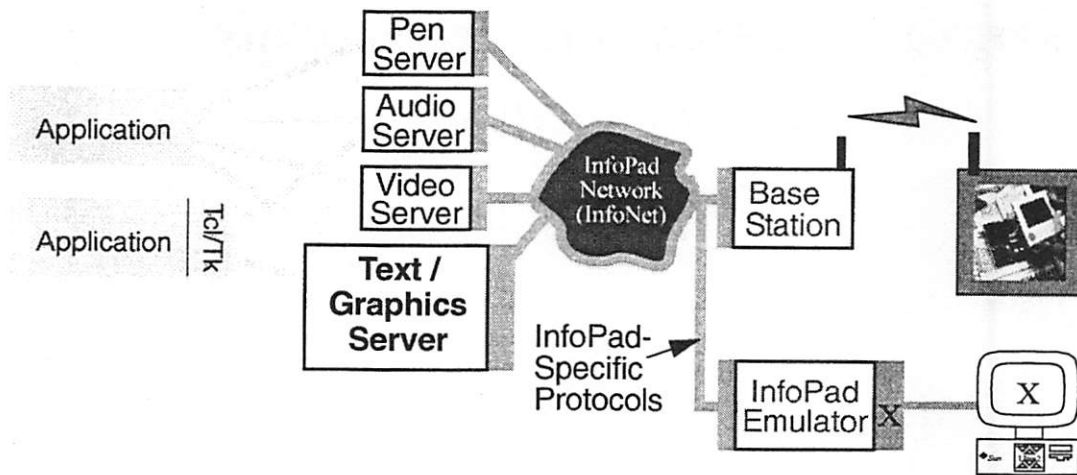 Pen
Server
Audio
Server
Video
Server
Text /
Graphics
Server
Application
Application
Tcl/Tk
InfoPad
Network
(InfoNet)
Base
Station
InfoPad-
Specific
Protocols
InfoPad
Emulator
X
X
Sun